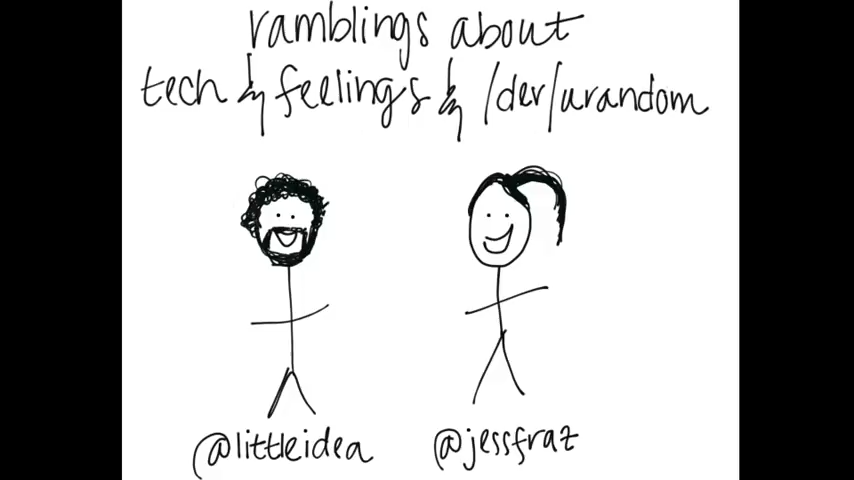 ramblings about
tech & feelings & /dev/urandom
@littleidea @jessfraz